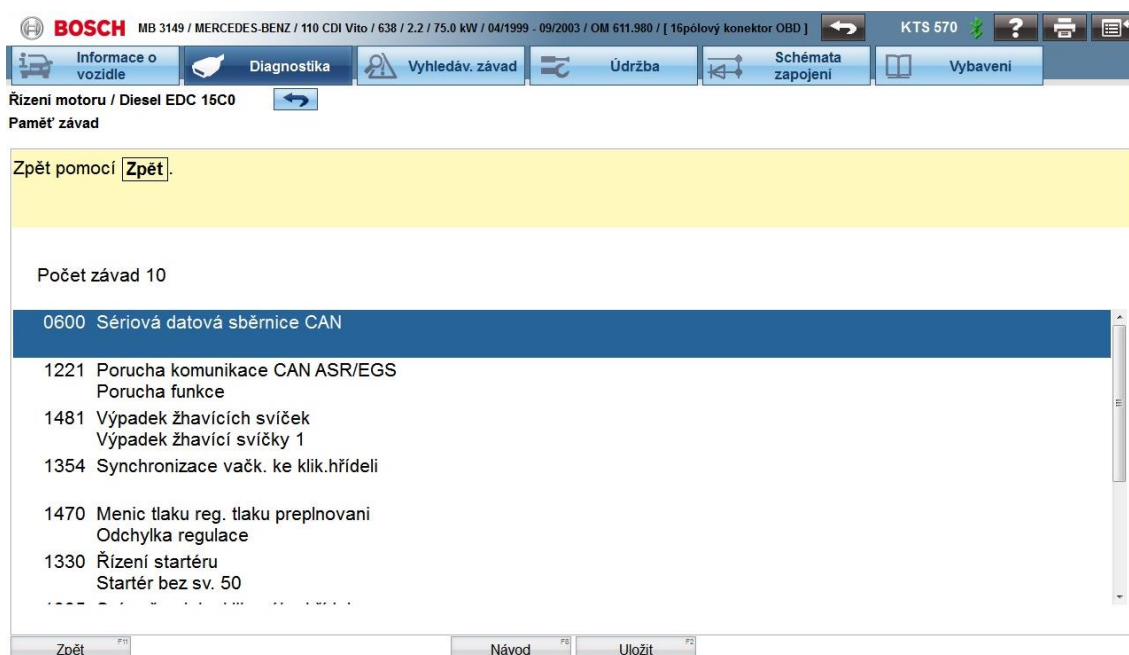 BOSCH MB 3149 / MERCEDES-BENZ / 110 CDI Vito / 638 / 2.2 / 75.0 kW / 04/1999 - 09/2003 / OM 611.980 / [ 16pólový konektor OBD ] KTS 570 ?
Informace o vozidle Diagnostika Vyhledáv. závad Údržba Schémata zapojení Vybavení
Řízení motoru / Diesel EDC 15C0
Paměť závad
Zpět pomocí Zpět.
Počet závad 10
0600 Sériová datová sběrnice CAN
1221 Porucha komunikace CAN ASR/EGS
Porucha funkce
1481 Výpadek žhavících svíček
Výpadek žhavící svíčky 1
1354 Synchronizace vačk. ke klik.hřídeli
1470 Menic tlaku reg. tlaku preplnovani
Odchylka regulace
1330 Řízení startéru
Startér bez sv. 50
Zpět F11 Návod F6 Uložit F2